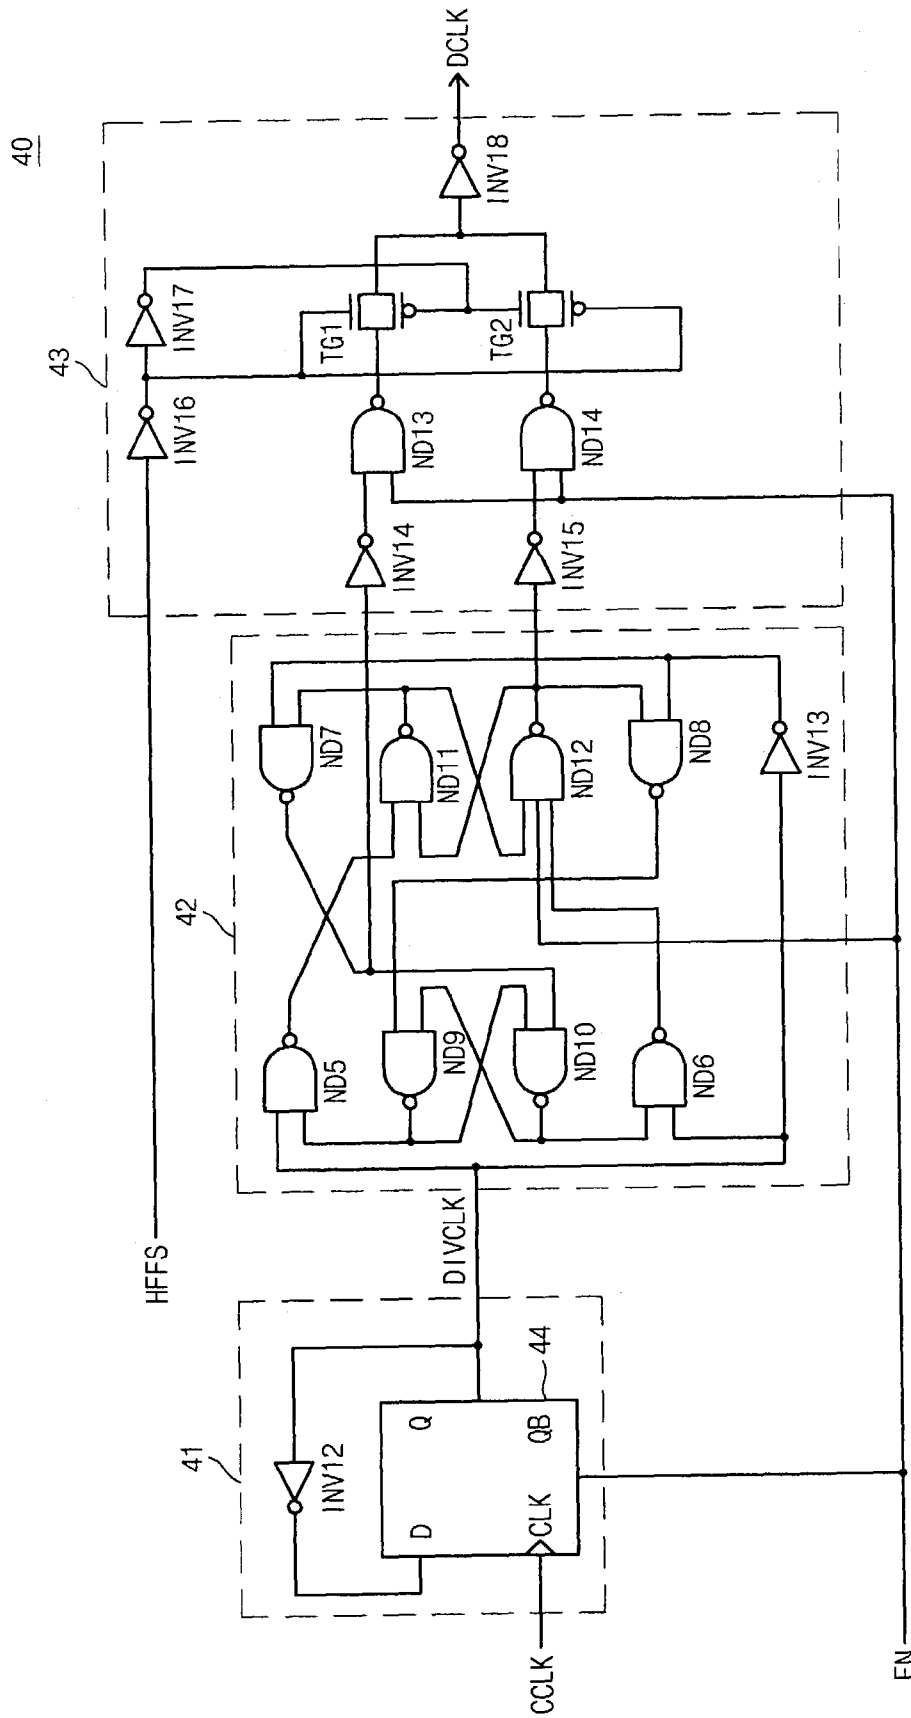 40
43
HFFS
INV16
INV17
TG1
TG2
INV18
DCLK
INV14
INV15
ND13
ND14
42
ND5
ND7
ND9
ND11
ND10
ND12
ND6
ND8
INV13
DIVCLK
41
INV12
D
Q
CLK
QB
44
CCLK
EN